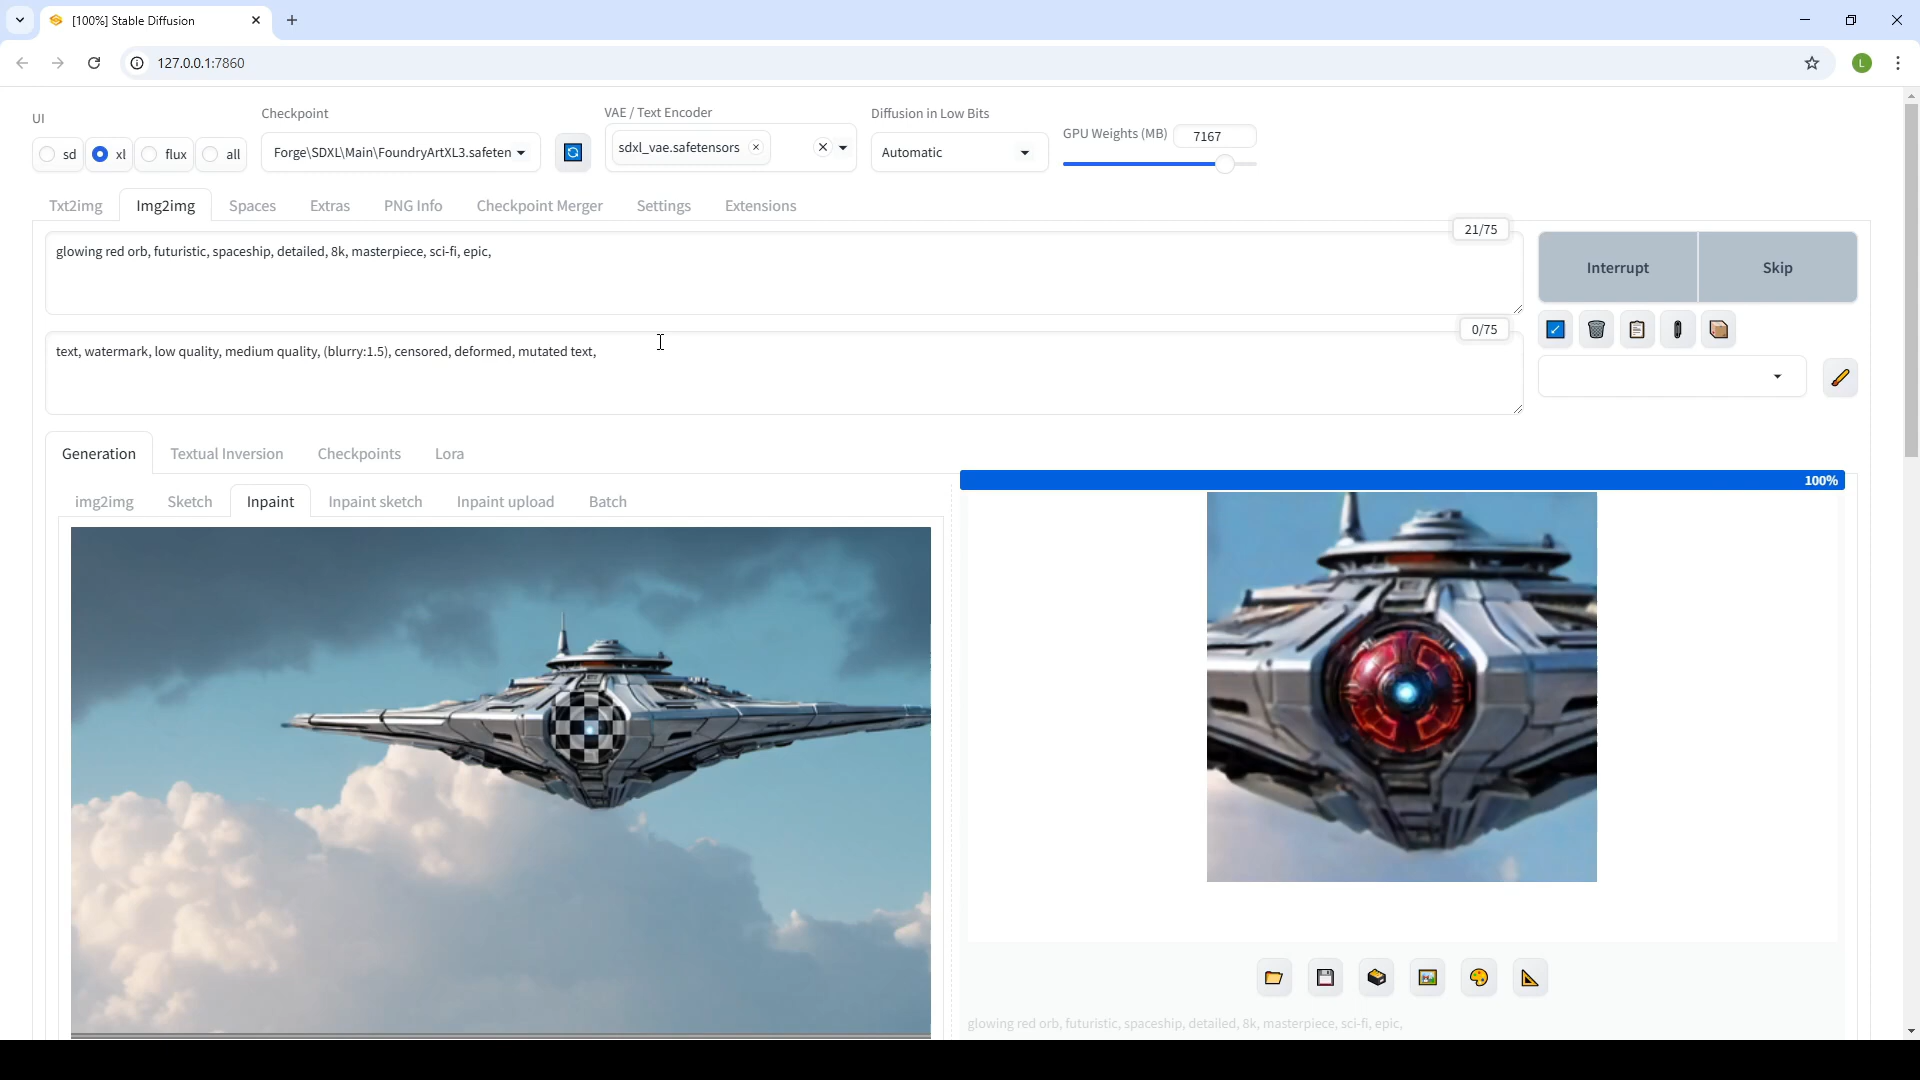 [100%] Stable Diffusion
127.0.0.1:7860
L
UI
Checkpoint
VAE / Text Encoder
Diffusion in Low Bits
GPU Weights (MB)
7167
sd
xl
flux
all
Forge\SDXL\Main\FoundryArtXL3.safeten
sdxl_vae.safetensors
Automatic
Txt2img
Img2img
Spaces
Extras
PNG Info
Checkpoint Merger
Settings
Extensions
21/75
glowing red orb, futuristic, spaceship, detailed, 8k, masterpiece, sci-fi, epic,
Interrupt
Skip
0/75
text, watermark, low quality, medium quality, (blurry:1.5), censored, deformed, mutated text,
Generation
Textual Inversion
Checkpoints
Lora
100%
img2img
Sketch
Inpaint
Inpaint sketch
Inpaint upload
Batch
glowing red orb, futuristic, spaceship, detailed, 8k, masterpiece, sci-fi, epic,